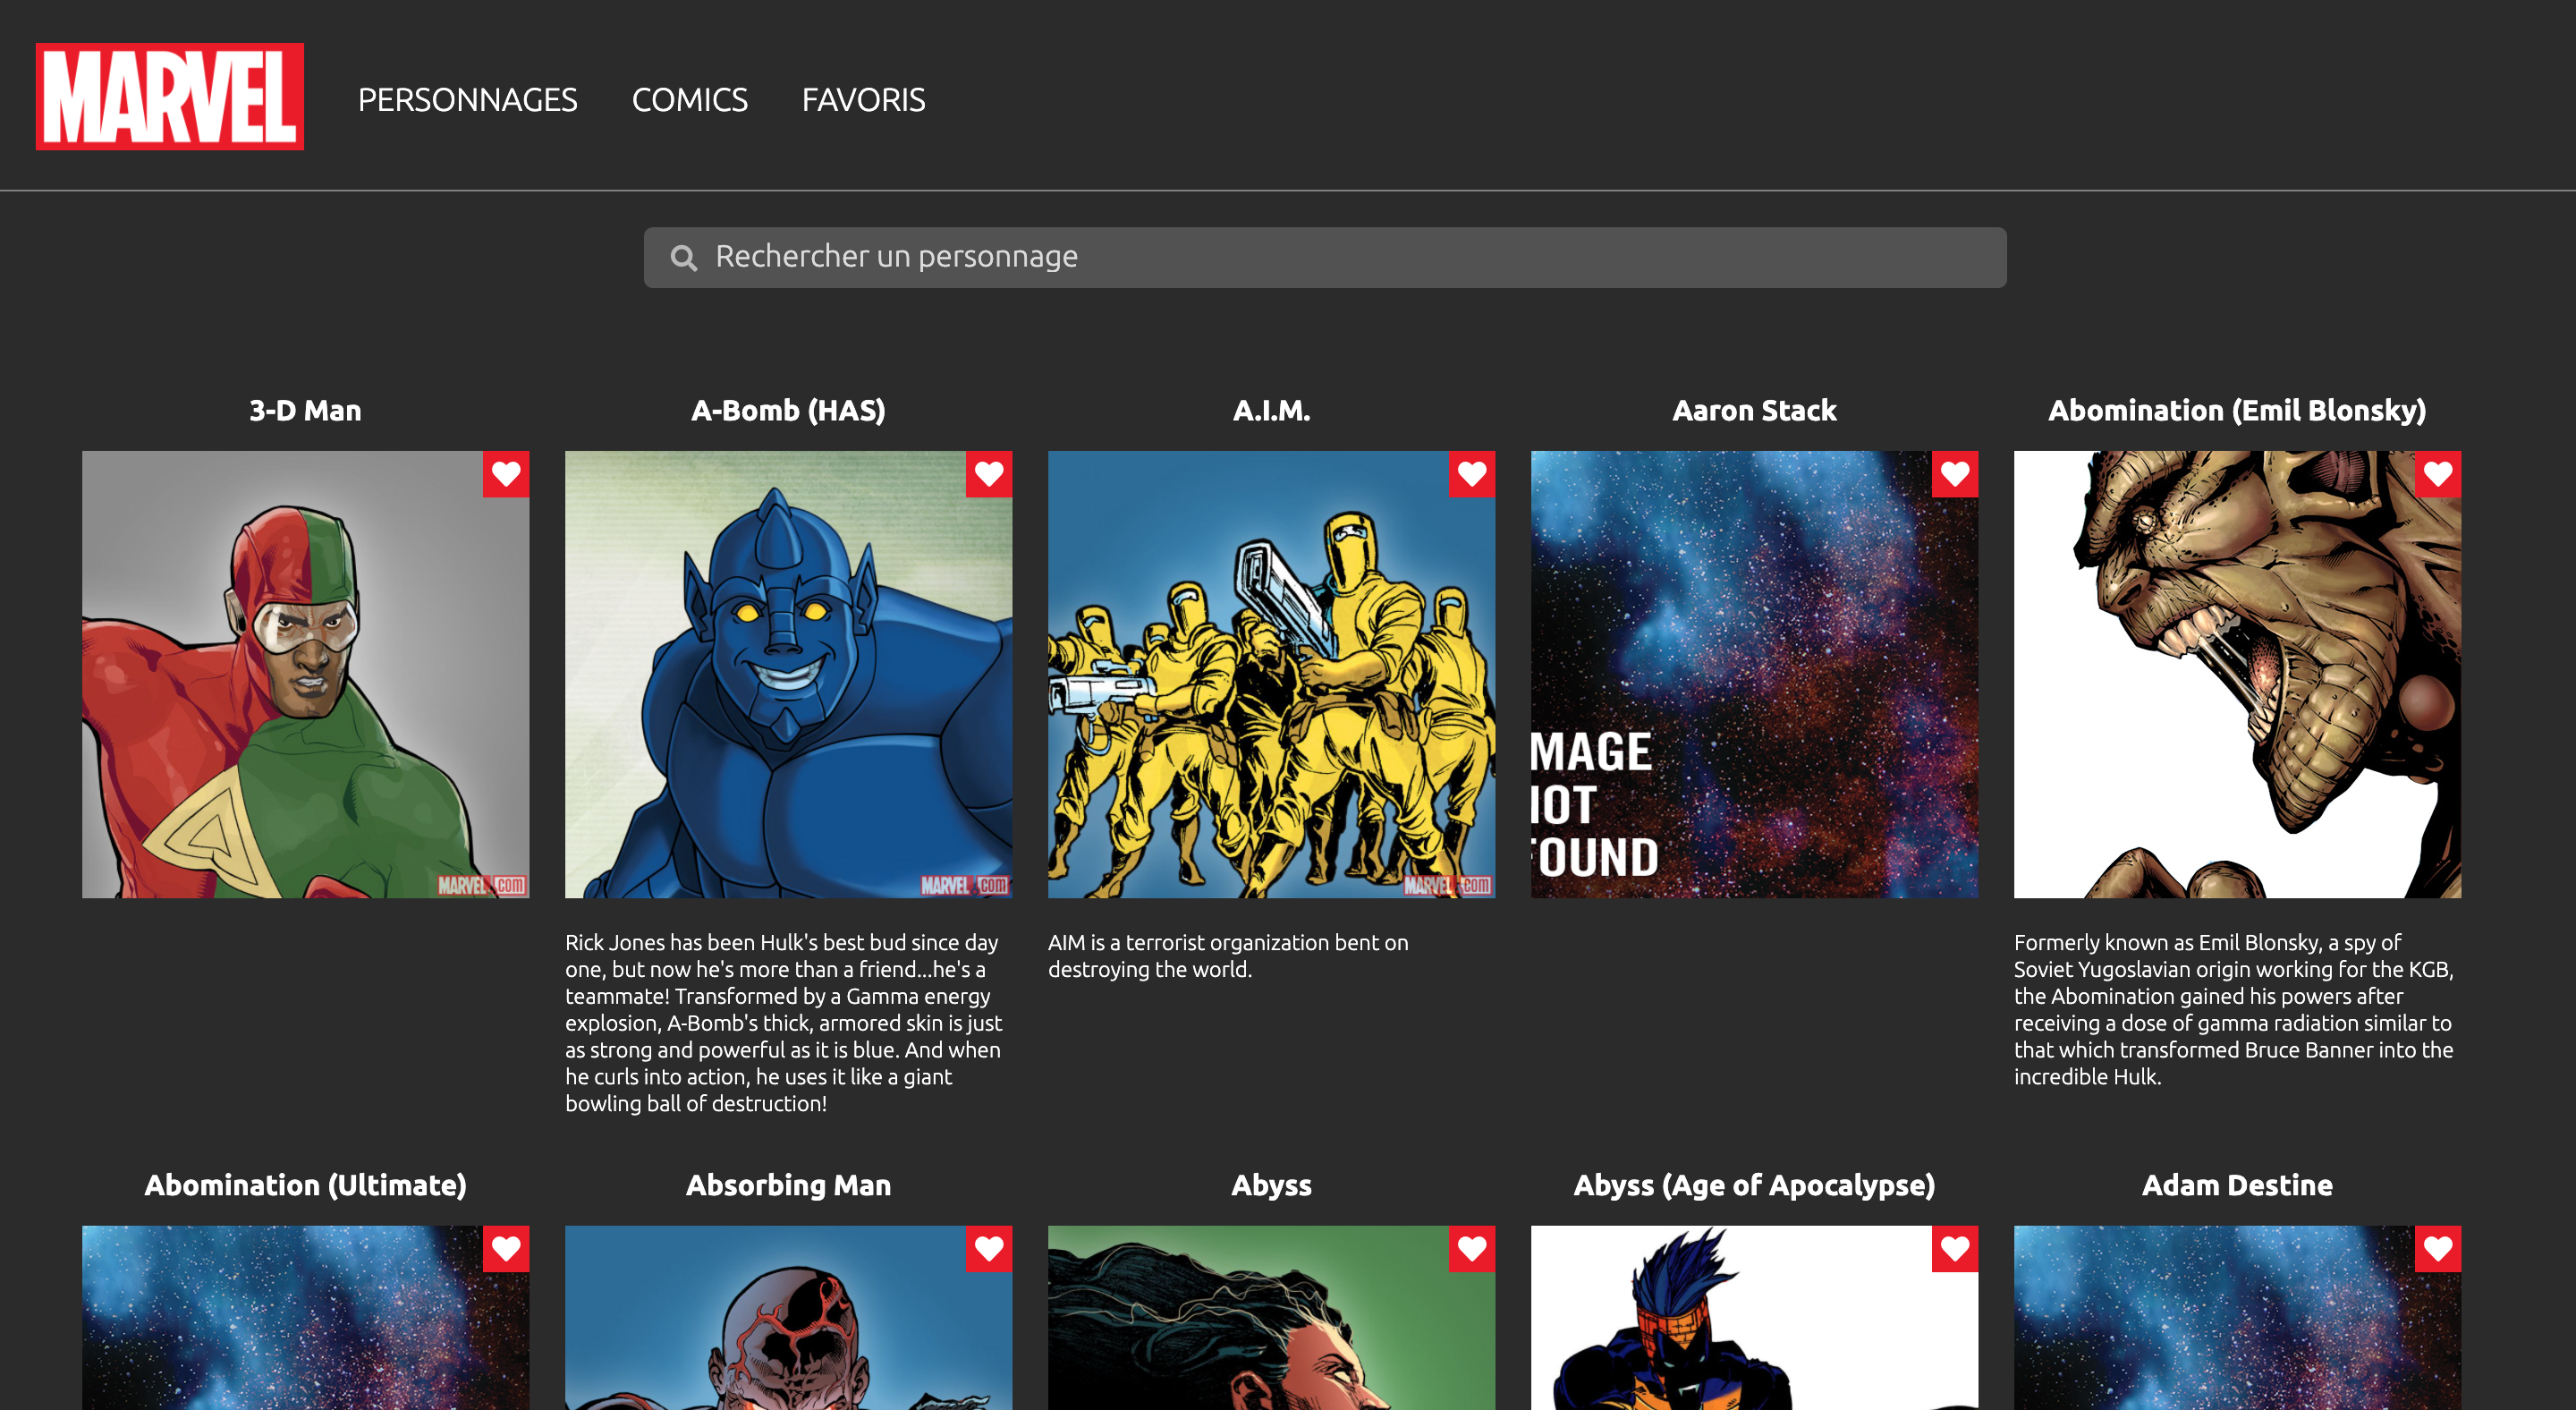 MARVEL
PERSONNAGES
COMICS
FAVORIS
Rechercher un personnage
3-D Man
A-Bomb (HAS)
A.I.M.
Aaron Stack
Abomination (Emil Blonsky)
MARVEL.com
MARVEL.com
MARVEL.com
MAGE
OT
OUND
Rick Jones has been Hulk's best bud since day
one, but now he's more than a friend...he's a
teammate! Transformed by a Gamma energy
explosion, A-Bomb's thick, armored skin is just
as strong and powerful as it is blue. And when
he curls into action, he uses it like a giant
bowling ball of destruction!
AIM is a terrorist organization bent on
destroying the world.
Formerly known as Emil Blonsky, a spy of
Soviet Yugoslavian origin working for the KGB,
the Abomination gained his powers after
receiving a dose of gamma radiation similar to
that which transformed Bruce Banner into the
incredible Hulk.
Abomination (Ultimate)
Absorbing Man
Abyss
Abyss (Age of Apocalypse)
Adam Destine